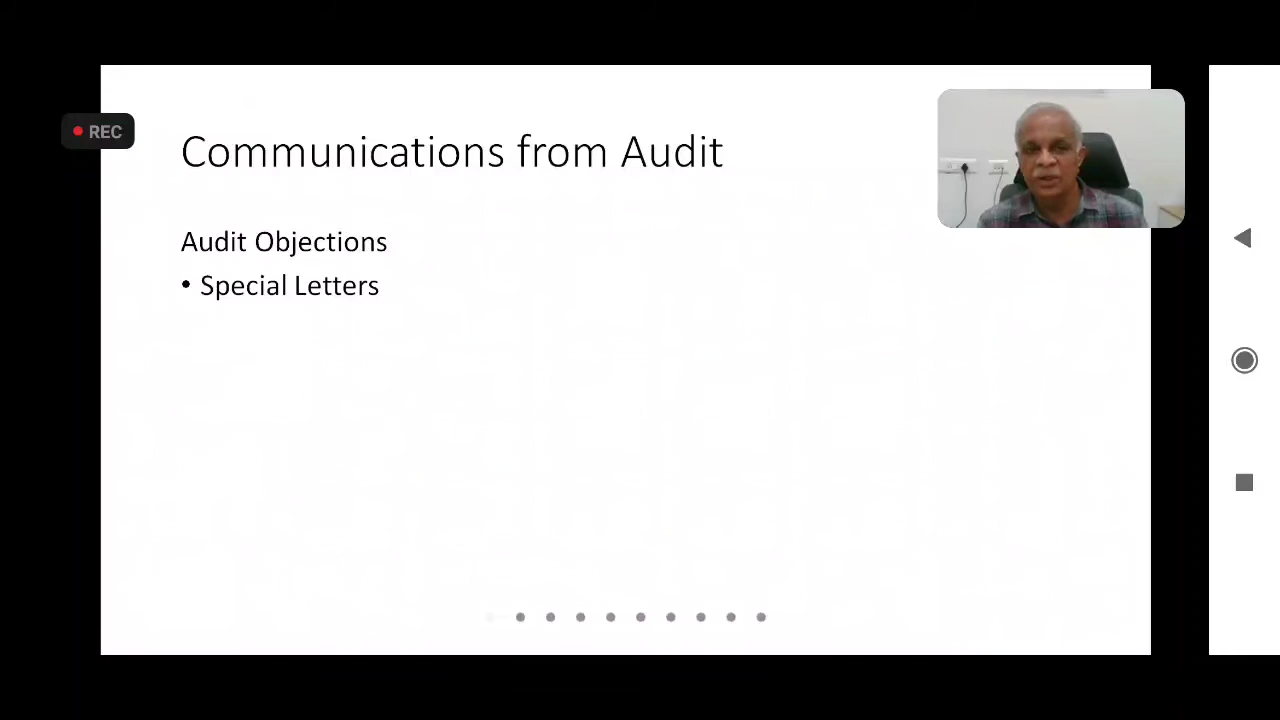 REC
Communications from Audit
Audit Objections
• Special Letters